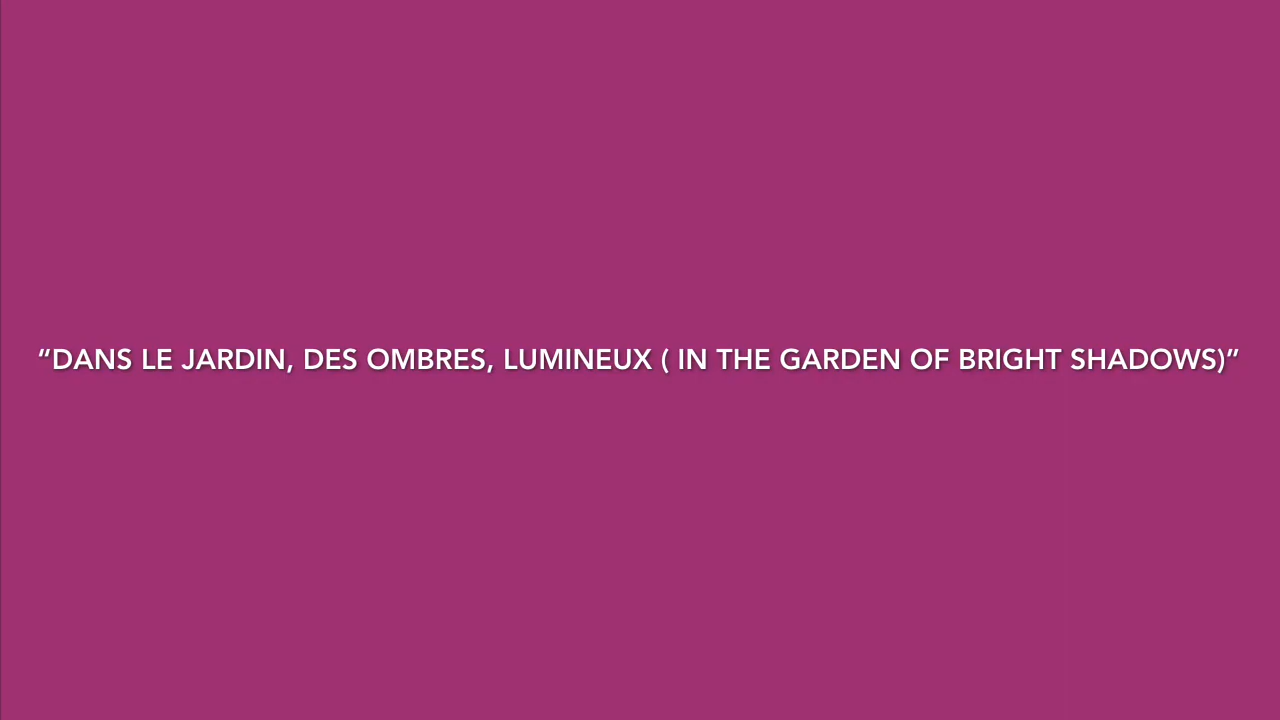 “DANS LE JARDIN, DES OMBRES, LUMINEUX ( IN THE GARDEN OF BRIGHT SHADOWS)”